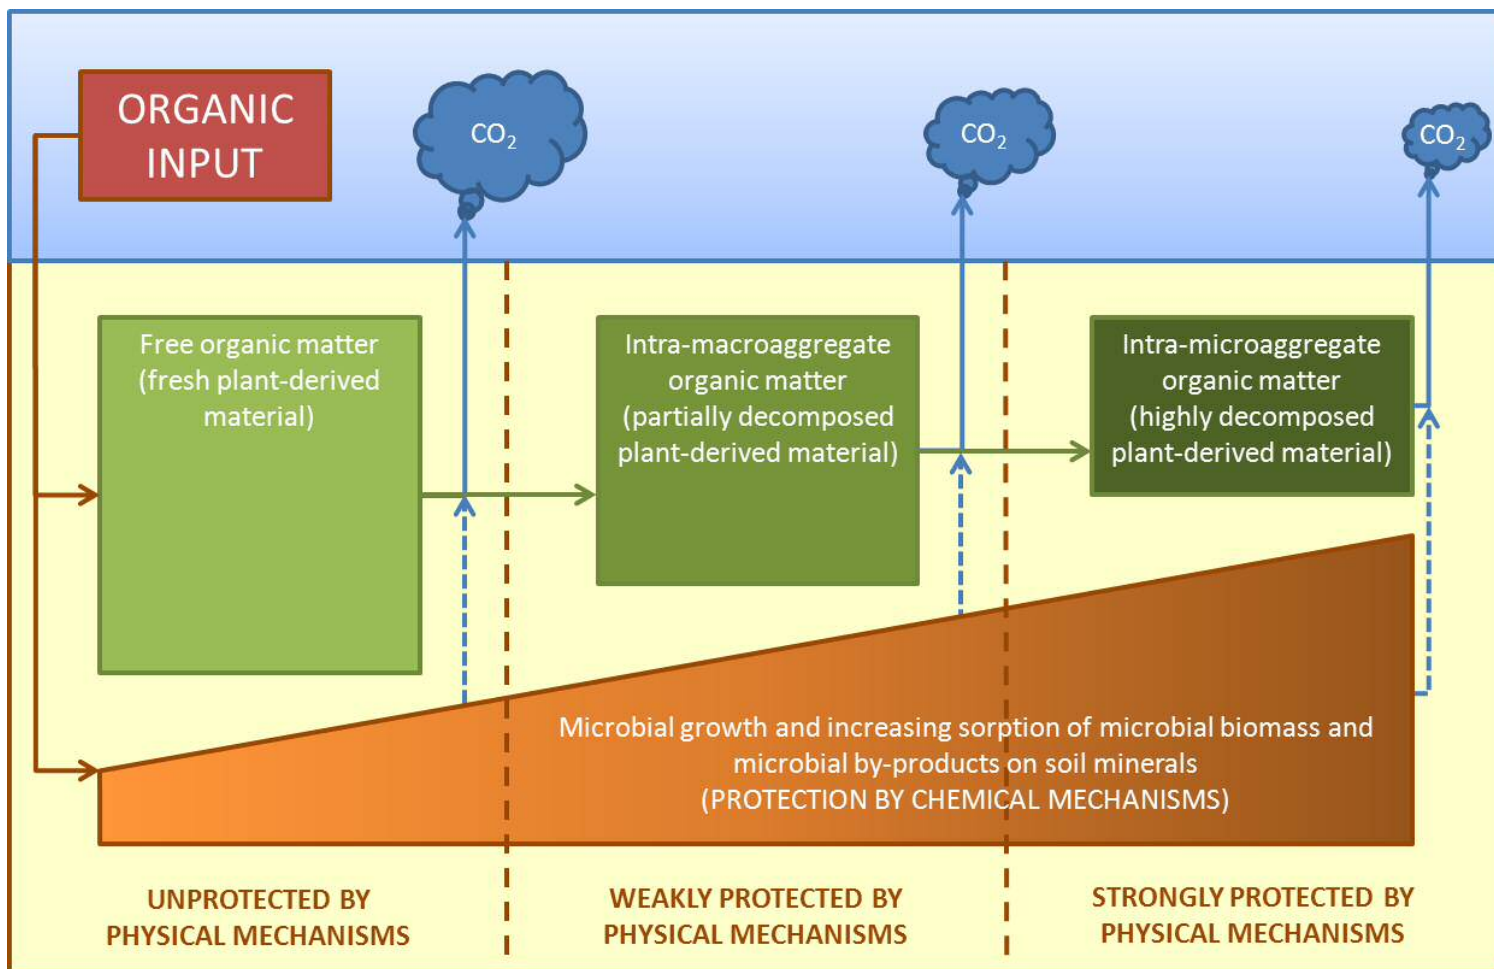 ORGANIC
INPUT
CO₂
CO₂
CO₂
Free organic matter
(fresh plant-derived
material)
Intra-macroaggregate
organic matter
(partially decomposed
plant-derived material)
Intra-microaggregate
organic matter
(highly decomposed
plant-derived material)
Microbial growth and increasing sorption of microbial biomass and
microbial by-products on soil minerals
(PROTECTION BY CHEMICAL MECHANISMS)
UNPROTECTED BY
PHYSICAL MECHANISMS
WEAKLY PROTECTED BY
PHYSICAL MECHANISMS
STRONGLY PROTECTED BY
PHYSICAL MECHANISMS